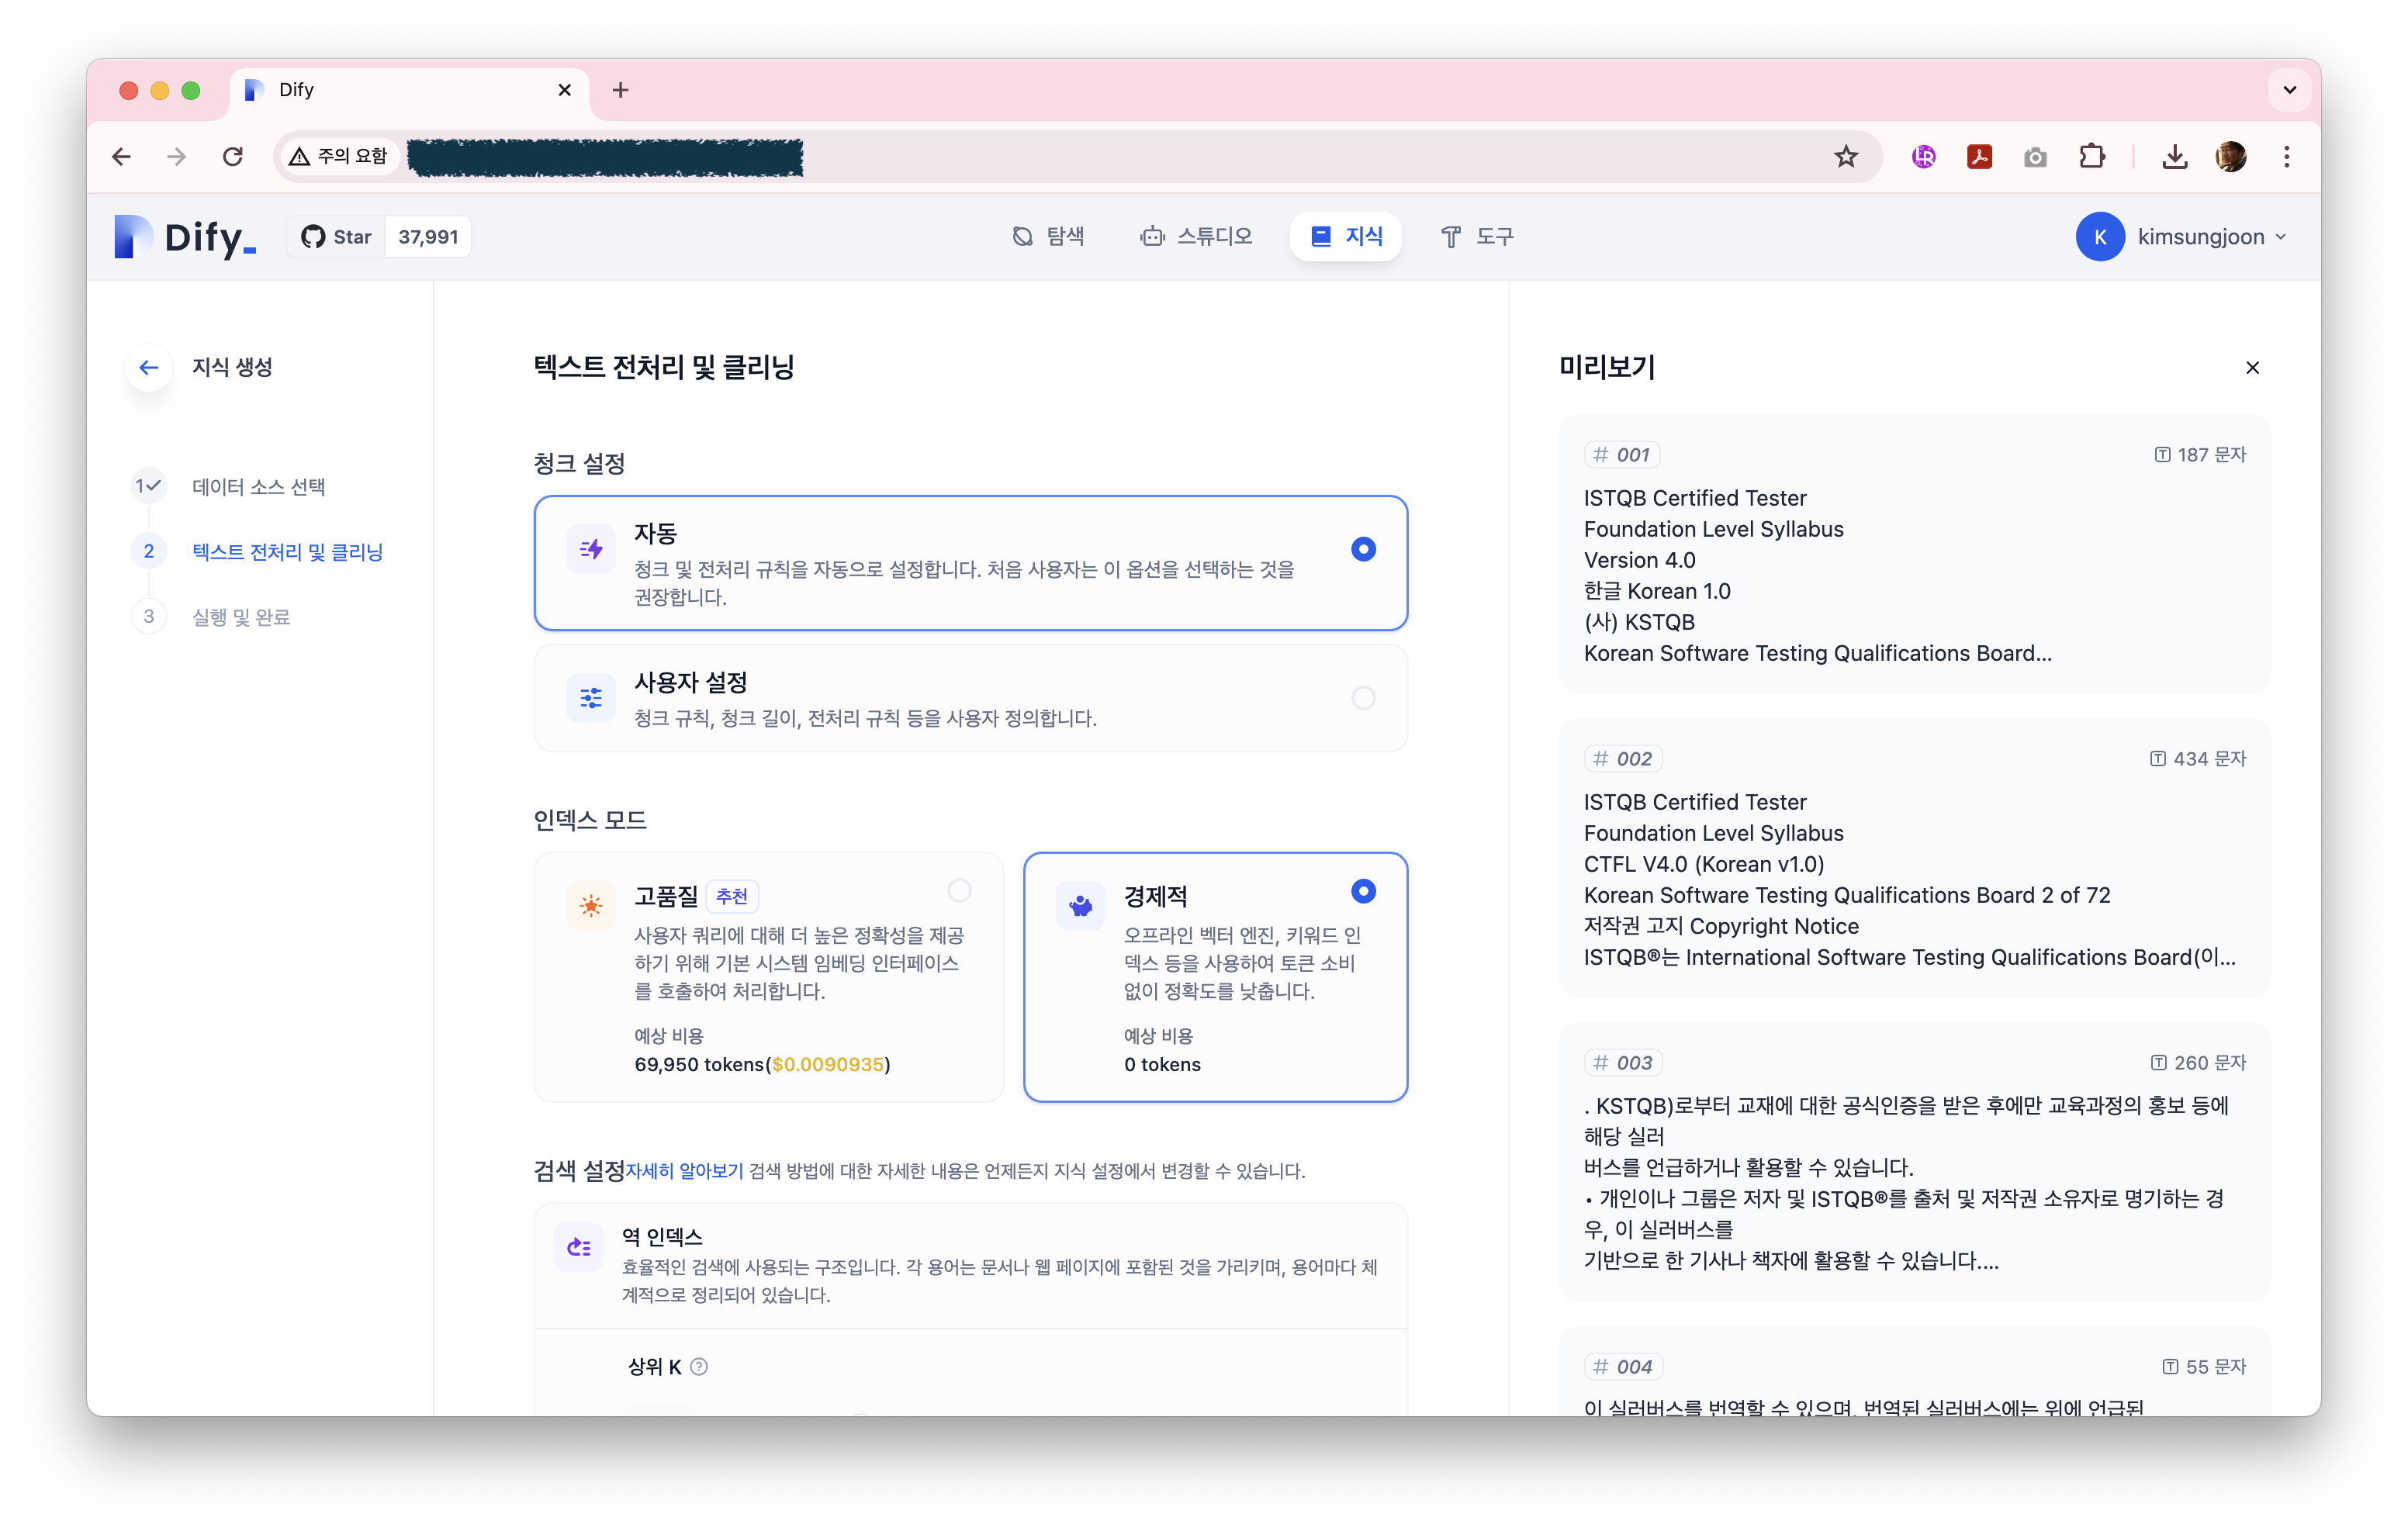 Dify
주의 요함
Dify_
Star 37,991
탐색
스튜디오
지식
도구
K kimsungjoon
지식 생성
1 데이터 소스 선택
2 텍스트 전처리 및 클리닝
3 실행 및 완료
텍스트 전처리 및 클리닝
청크 설정
자동
청크 및 전처리 규칙을 자동으로 설정합니다. 처음 사용자는 이 옵션을 선택하는 것을
권장합니다.
사용자 설정
청크 규칙, 청크 길이, 전처리 규칙 등을 사용자 정의합니다.
인덱스 모드
고품질 추천
사용자 쿼리에 대해 더 높은 정확성을 제공
하기 위해 기본 시스템 임베딩 인터페이스
를 호출하여 처리합니다.
예상 비용
69,950 tokens($0.0090935)
경제적
오프라인 벡터 엔진, 키워드 인
덱스 등을 사용하여 토큰 소비
없이 정확도를 낮춥니다.
예상 비용
0 tokens
검색 설정자세히 알아보기 검색 방법에 대한 자세한 내용은 언제든지 지식 설정에서 변경할 수 있습니다.
역 인덱스
효율적인 검색에 사용되는 구조입니다. 각 용어는 문서나 웹 페이지에 포함된 것을 가리키며, 용어마다 체
계적으로 정리되어 있습니다.
상위 K
미리보기
# 001 187 문자
ISTQB Certified Tester
Foundation Level Syllabus
Version 4.0
한글 Korean 1.0
(사) KSTQB
Korean Software Testing Qualifications Board...
# 002 434 문자
ISTQB Certified Tester
Foundation Level Syllabus
CTFL V4.0 (Korean v1.0)
Korean Software Testing Qualifications Board 2 of 72
저작권 고지 Copyright Notice
ISTQB®는 International Software Testing Qualifications Board(이...
# 003 260 문자
. KSTQB)로부터 교재에 대한 공식인증을 받은 후에만 교육과정의 홍보 등에
해당 실러
버스를 언급하거나 활용할 수 있습니다.
• 개인이나 그룹은 저자 및 ISTQB®를 출처 및 저작권 소유자로 명기하는 경
우, 이 실러버스를
기반으로 한 기사나 책자에 활용할 수 있습니다....
# 004 55 문자
이 실러버스를 번역할 수 있으며, 번역된 실러버스에는 위에 언급된